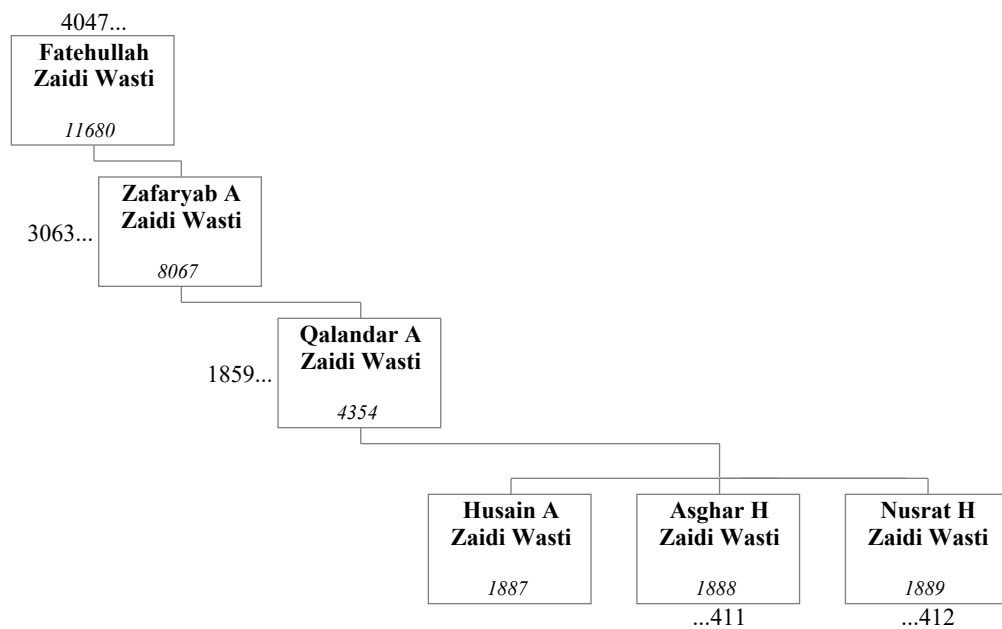 4047...
Fatehullah
Zaidi Wasti
11680
Zafaryab A
Zaidi Wasti
3063...
8067
Qalandar A
Zaidi Wasti
1859...
4354
Husain A
Zaidi Wasti
1887
Asghar H
Zaidi Wasti
1888
...411
Nusrat H
Zaidi Wasti
1889
...412